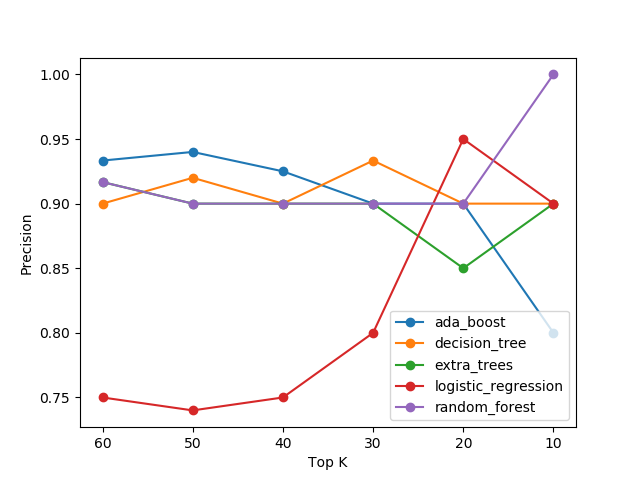 1.00
0.95
0.90
0.85
0.80
0.75
Precision
60 50 40 30 20 10
Top K
ada_boost
decision_tree
extra_trees
logistic_regression
random_forest